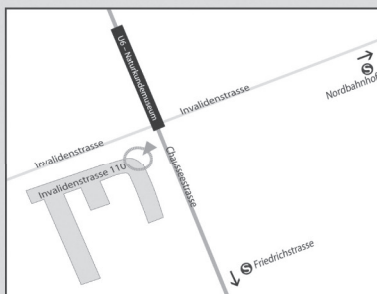 U6 - Naturkundemuseum
S
Nordbahnhof
Invalidenstrasse
Invalidenstrasse
Invalidenstrasse 110
Chausseestrasse
S Friedrichstrasse